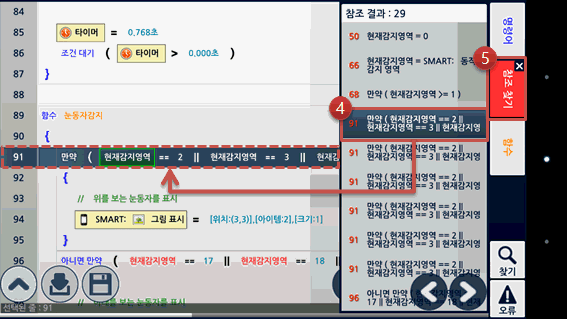 84
85 타이머 = 0,768초
86 조건 대기 ( 타이머 > 0,000초 )
87 }
88
89 함수 눈동자감지
90 {
91 만약 ( 현재감지영역 == 2 || 현재감지영역 == 3 || 현재감
92 {
93 // 위를 보는 눈동자를 표시
94 SMART: 그림 표시 = [위치:(3,3)],[아이템:2],[크기:1]
95 }
96 아니면 만약 ( 현재감지영역 == 17 || 현재감지영역 == 18 ||
보는 눈동자를 표시
선택된 줄 : 91
참조 결과 : 29
50 현재감지영역 = 0
66 현재감지영역 = SMART: 동작
감지 영역
68 만약 ( 현재감지영역 >= 1 )
4
91 만약 ( 현재감지영역 == 2 ||
현재감지영역 == 3 || 현재감지영
91 만약 ( 현재감지영역 == 2 ||
현재감지영역 == 3 || 현재감지영
91 만약 ( 현재감지영역 == 2 ||
현재감지영역 == 3 || 현재감지영
91 만약 ( 현재감지영역 == 2 ||
현재감지영역 == 3 || 현재감지영
91 만약 ( 현재감지영역 == 2 ||
현재감지영역 == 3 || 현재감지영
96 아니면 만약 ( 현재감지영역 ==
17 || 현재감지영역 == 18 ||
명령어
5
참조 찾기
함수
찾기
오류